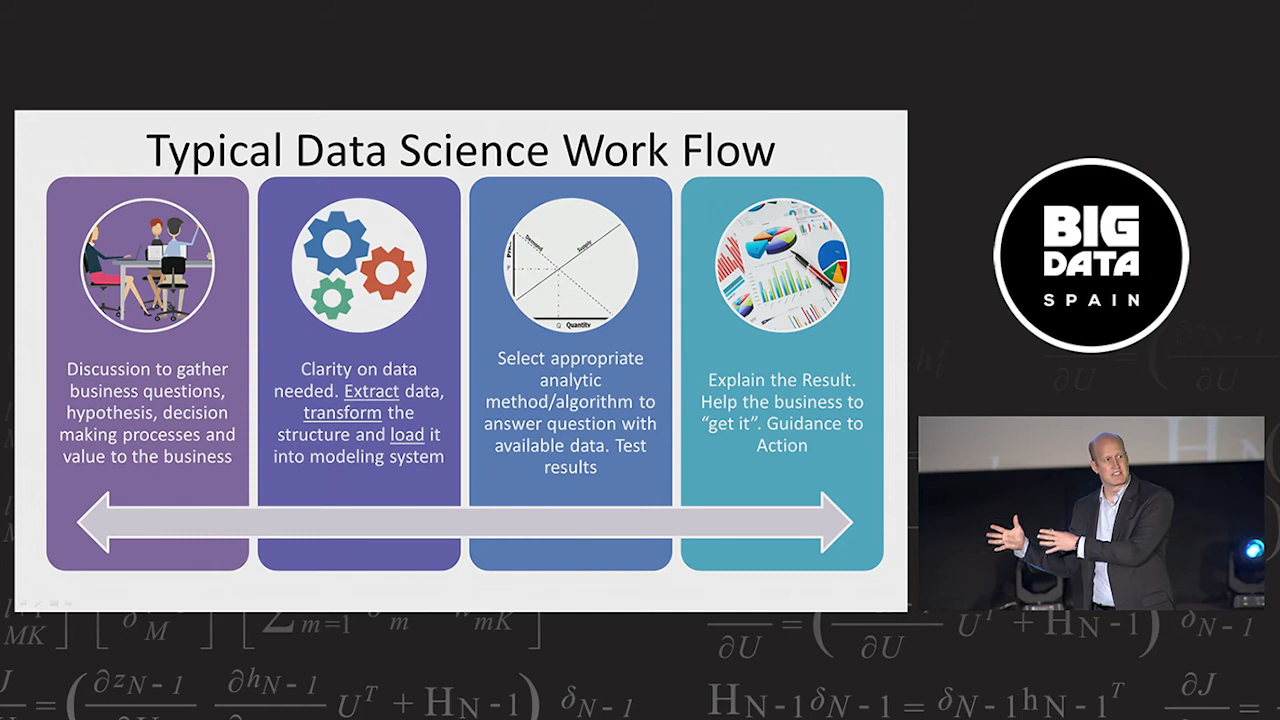 Typical Data Science Work Flow
Discussion to gather
business questions,
hypothesis, decision
making processes and
value to the business
Clarity on data
needed. Extract data,
transform the
structure and load it
into modeling system
Demand
Supply
Q Quantity
Select appropriate
analytic
method/algorithm to
answer question with
available data. Test
results
Explain the Result.
Help the business to
“get it”. Guidance to
Action
BIG
DATA
SPAIN